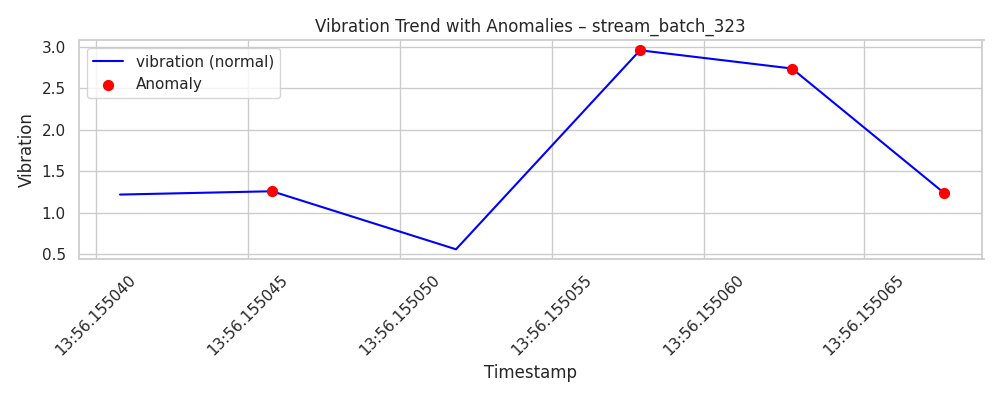 Vibration Trend with Anomalies – stream_batch_323
vibration (normal)
Anomaly
Vibration
3.0
2.5
2.0
1.5
1.0
0.5
13:56.155040
13:56.155045
13:56.155050
13:56.155055
13:56.155060
13:56.155065
Timestamp